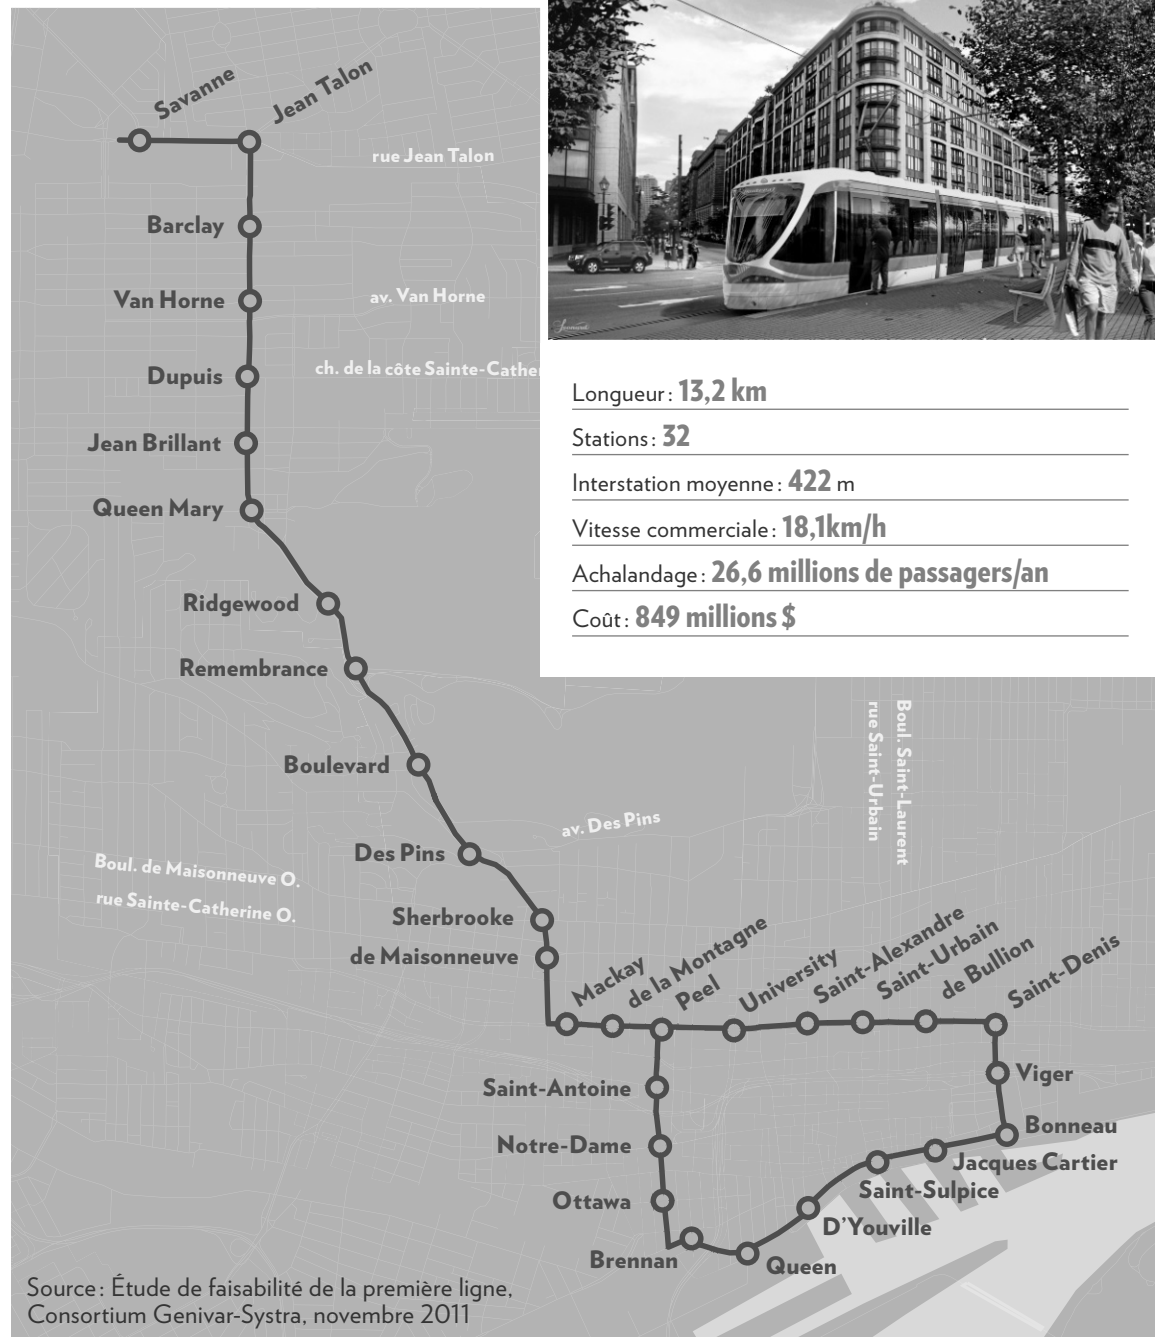 Savanne
Jean Talon
rue Jean Talon
Barclay
Van Horne
av. Van Horne
Dupuis
ch. de la côte Sainte-Cather
Jean Brillant
Queen Mary
Longueur : 13,2 km
Stations : 32
Interstation moyenne : 422 m
Vitesse commerciale : 18,1km/h
Achalandage : 26,6 millions de passagers/an
Coût : 849 millions $
Ridgewood
Remembrance
Boulevard
rue Saint-Urbain
Boul. Saint-Laurent
av. Des Pins
Des Pins
Boul. de Maisonneuve O.
rue Sainte-Catherine O.
Sherbrooke
de Maisonneuve
Mackay
de la Montagne
Peel
University
Saint-Alexandre
Saint-Urbain
de Bullion
Saint-Denis
Saint-Antoine
Viger
Notre-Dame
Bonneau
Jacques Cartier
Ottawa
Saint-Sulpice
D'Youville
Brennan
Queen
Source : Étude de faisabilité de la première ligne,
Consortium Genivar-Systra, novembre 2011